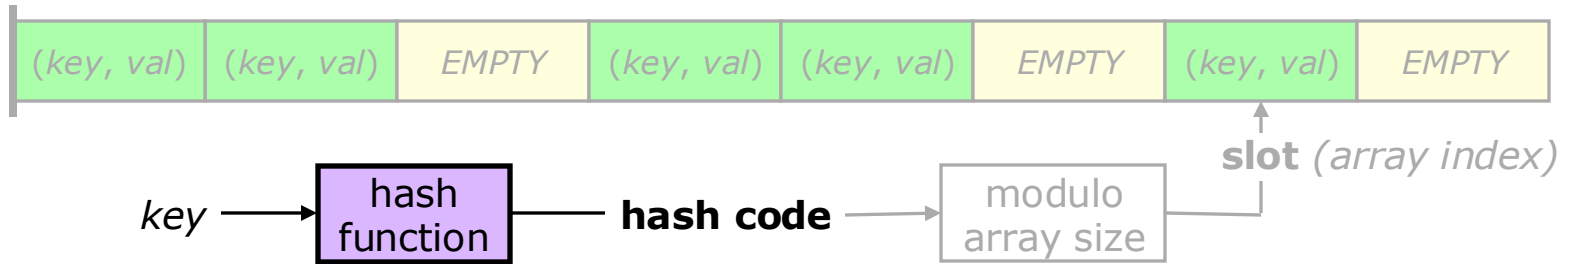 (key, val) (key, val) EMPTY (key, val) (key, val) EMPTY (key, val) EMPTY
slot (array index)
key hash function hash code modulo array size